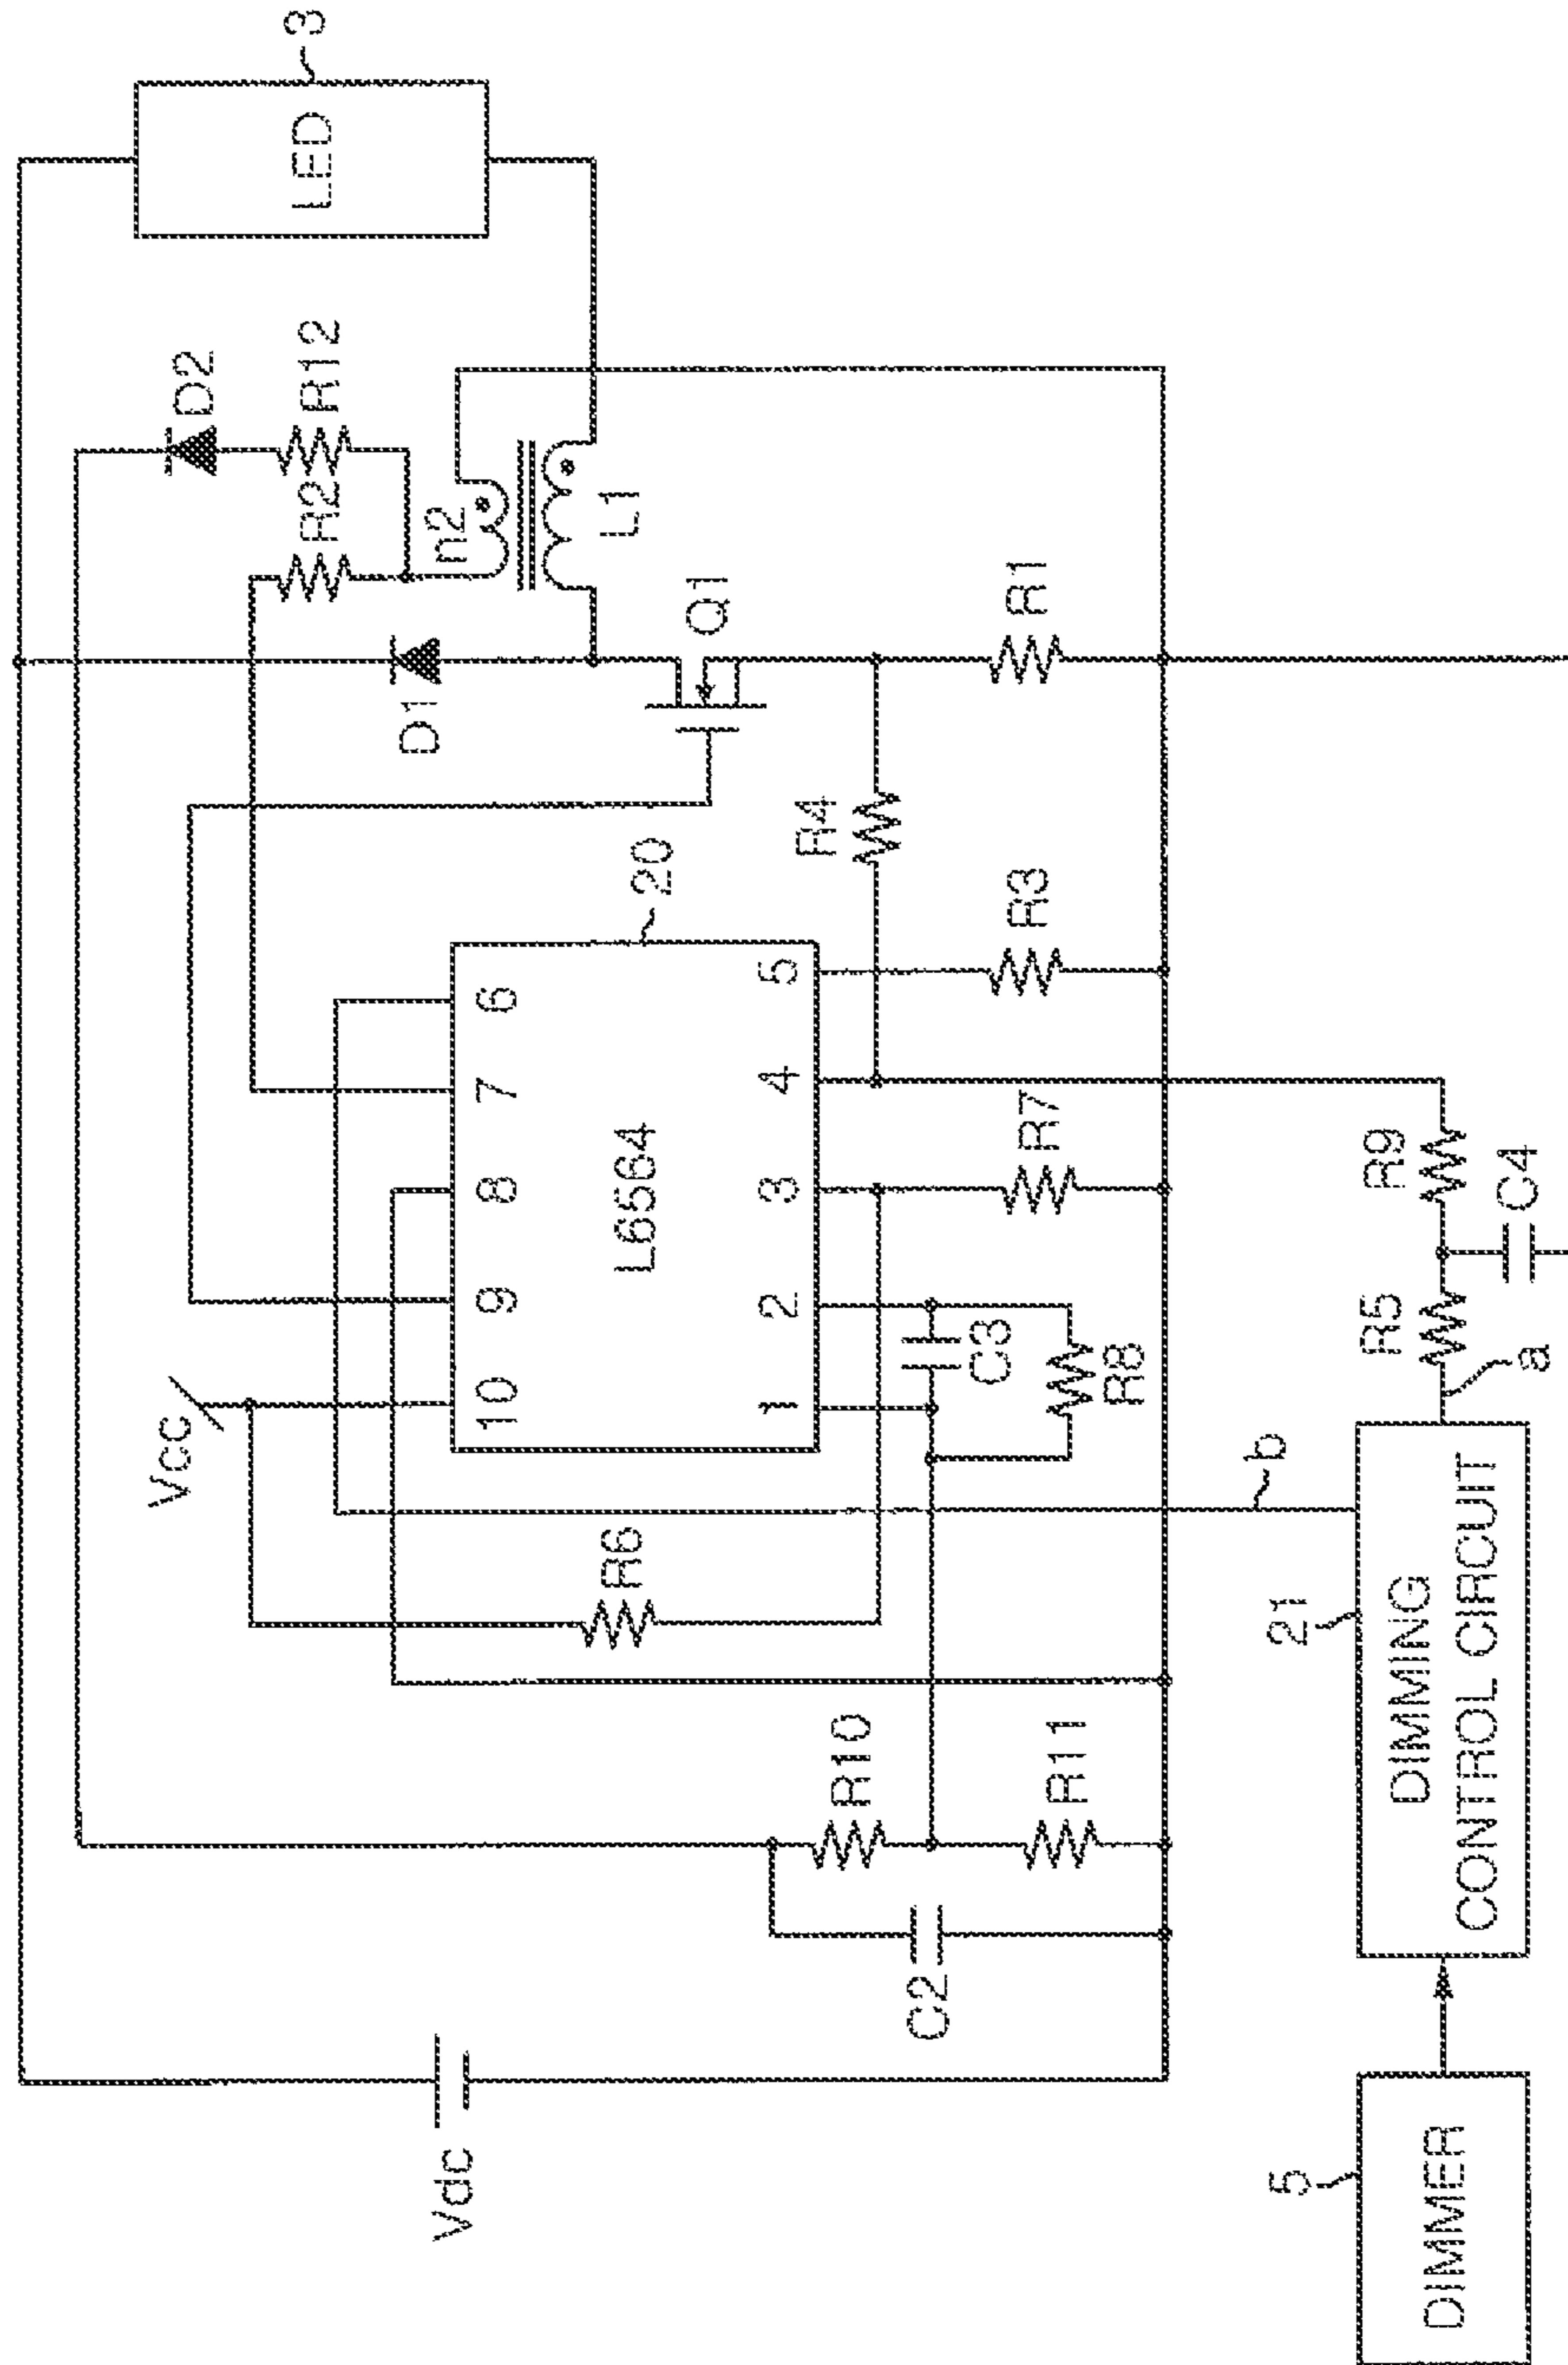 3
LED
D2
R12
R2
n2
L1
D1
Q1
R1
R4
R3
20
L6564
6
7
8
9
10
5
4
3
2
1
R7
Vcc
C3
R8
R9
C4
R5
a
b
R6
R10
R11
C2
Vdc
21
DIMMING
CONTROL CIRCUIT
5
DIMMER